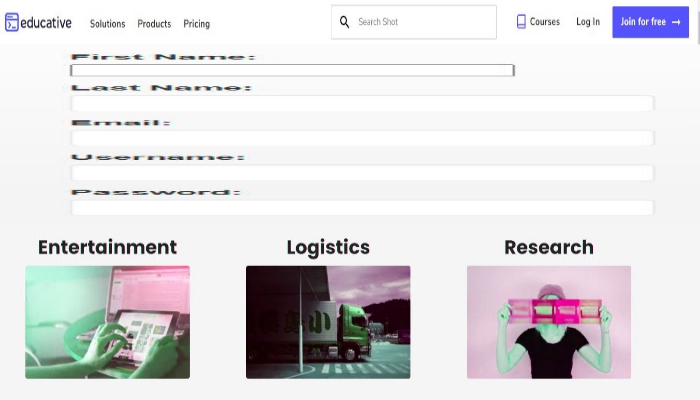 educative Solutions Products Pricing Search Shot Courses Log In Join for free →
First Name:
Last Name:
Email:
Username:
Password:
Entertainment Logistics Research